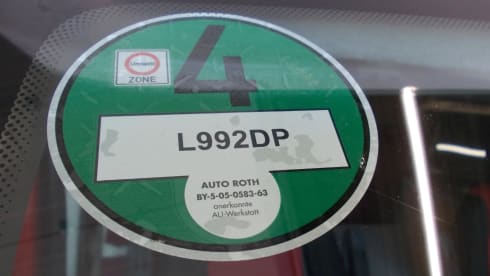 4
Umwelt
ZONE
L992DP
AUTO ROTH
BY-5-05-0583-63
anerkannte
AU-Werkstatt